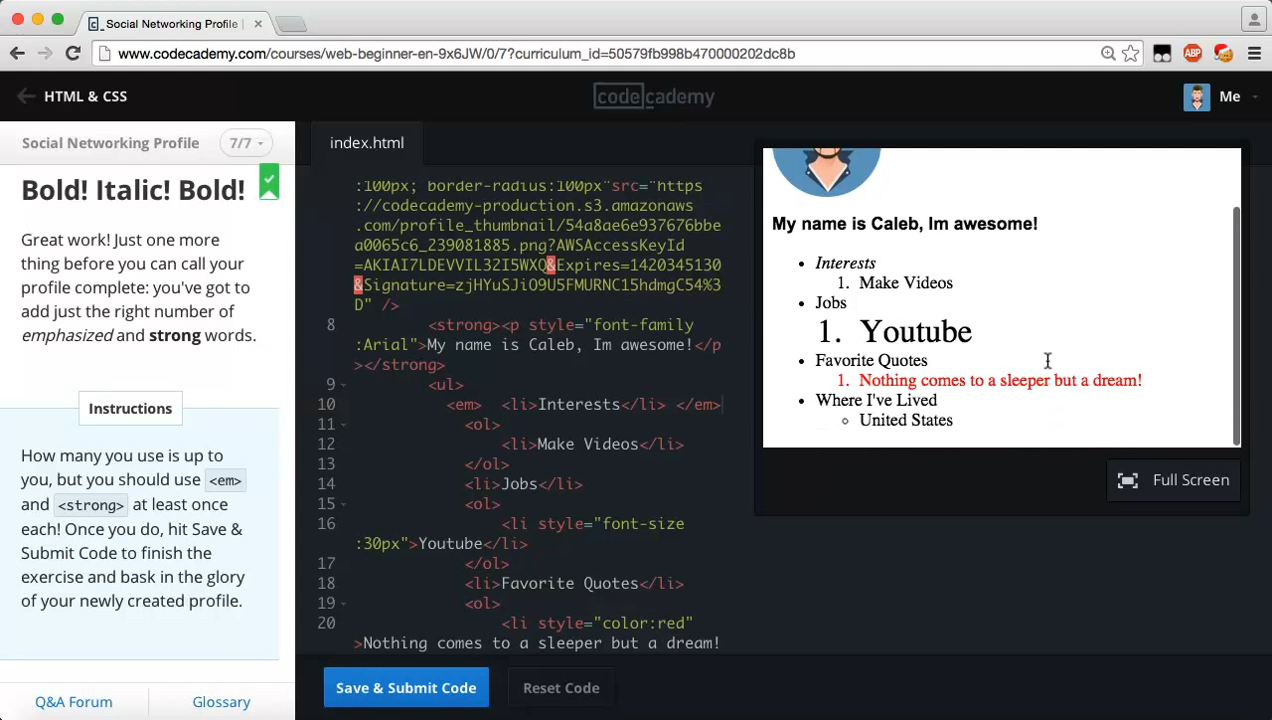 Social Networking Profile |
www.codecademy.com/courses/web-beginner-en-9x6JW/0/7?curriculum_id=50579fb998b470000202dc8b
ABP
HTML & CSS
codecademy
Me
Social Networking Profile
7/7
Bold! Italic! Bold!
Great work! Just one more
thing before you can call your
profile complete: you've got to
add just the right number of
emphasized and strong words.
Instructions
How many you use is up to
you, but you should use <em>
and <strong> at least once
each! Once you do, hit Save &
Submit Code to finish the
exercise and bask in the glory
of your newly created profile.
Q&A Forum
Glossary
index.html
:100px; border-radius:100px"src="https
://codecademy-production.s3.amazonaws
.com/profile_thumbnail/54a8ae6e937676bbe
a0065c6_239081885.png?AWSAccessKeyId
=AKIAI7LDEVVIL32I5WXQ&Expires=1420345130
&Signature=zjHYuSJiO9U5FMURNC15hdmgC54%3
D" />
8 <strong><p style="font-family
:Arial">My name is Caleb, Im awesome!</p
></strong>
9 <ul>
10 <em> <li>Interests</li> </em>
11 <ol>
12 <li>Make Videos</li>
13 </ol>
14 <li>Jobs</li>
15 <ol>
16 <li style="font-size
:30px">Youtube</li>
17 </ol>
18 <li>Favorite Quotes</li>
19 <ol>
20 <li style="color:red"
>Nothing comes to a sleeper but a dream!
Save & Submit Code
Reset Code
My name is Caleb, Im awesome!
Interests
1. Make Videos
Jobs
1. Youtube
Favorite Quotes
1. Nothing comes to a sleeper but a dream!
Where I've Lived
United States
Full Screen